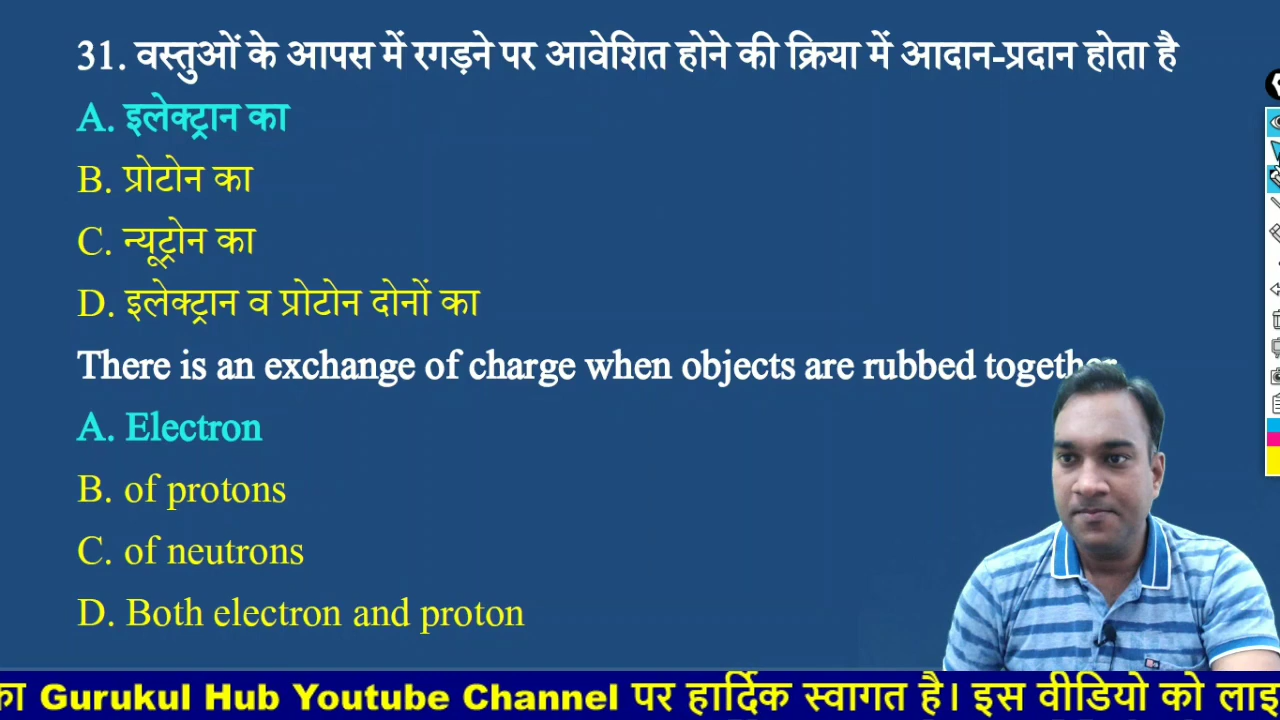 31. वस्तुओं के आपस में रगड़ने पर आवेशित होने की क्रिया में आदान-प्रदान होता है
A. इलेक्ट्रान का
B. प्रोटोन का
C. न्यूट्रोन का
D. इलेक्ट्रान व प्रोटोन दोनों का
There is an exchange of charge when objects are rubbed together
A. Electron
B. of protons
C. of neutrons
D. Both electron and proton
का Gurukul Hub Youtube Channel पर हार्दिक स्वागत है। इस वीडियो को लाइ